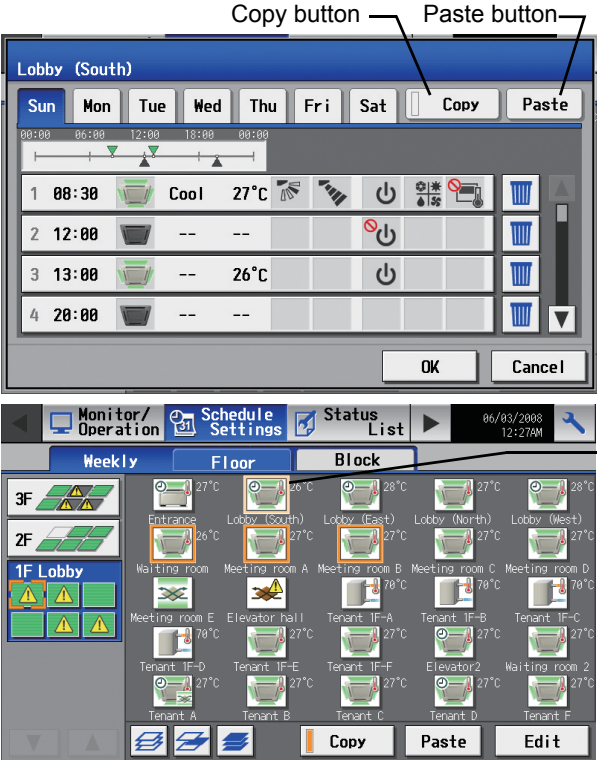 Copy button
Paste button
Lobby (South)
Sun Mon Tue Wed Thu Fri Sat Copy Paste
00:00 06:00 12:00 18:00 00:00
1 08:30 Cool 27°C
2 12:00 -- --
3 13:00 -- 26°C
4 20:00 -- --
OK Cancel
Monitor/ Operation
Schedule Settings
Status List
06/03/2008
12:27AM
Weekly Floor Block
3F
2F
1F Lobby
27°C 26°C 28°C 27°C 28°C
Entrance Lobby (South) Lobby (East) Lobby (North) Lobby (West)
26°C 27°C 27°C 27°C 27°C
Waiting room Meeting room A Meeting room B Meeting room C Meeting room D
70°C 70°C 70°C
Meeting room E Elevator hall Tenant 1F-A Tenant 1F-B Tenant 1F-C
70°C 27°C 27°C 27°C 27°C
Tenant 1F-D Tenant 1F-E Tenant 1F-F Elevator2 Waiting room 2
27°C 27°C 27°C 27°C 27°C
Tenant A Tenant B Tenant C Tenant D Tenant F
Copy Paste Edit